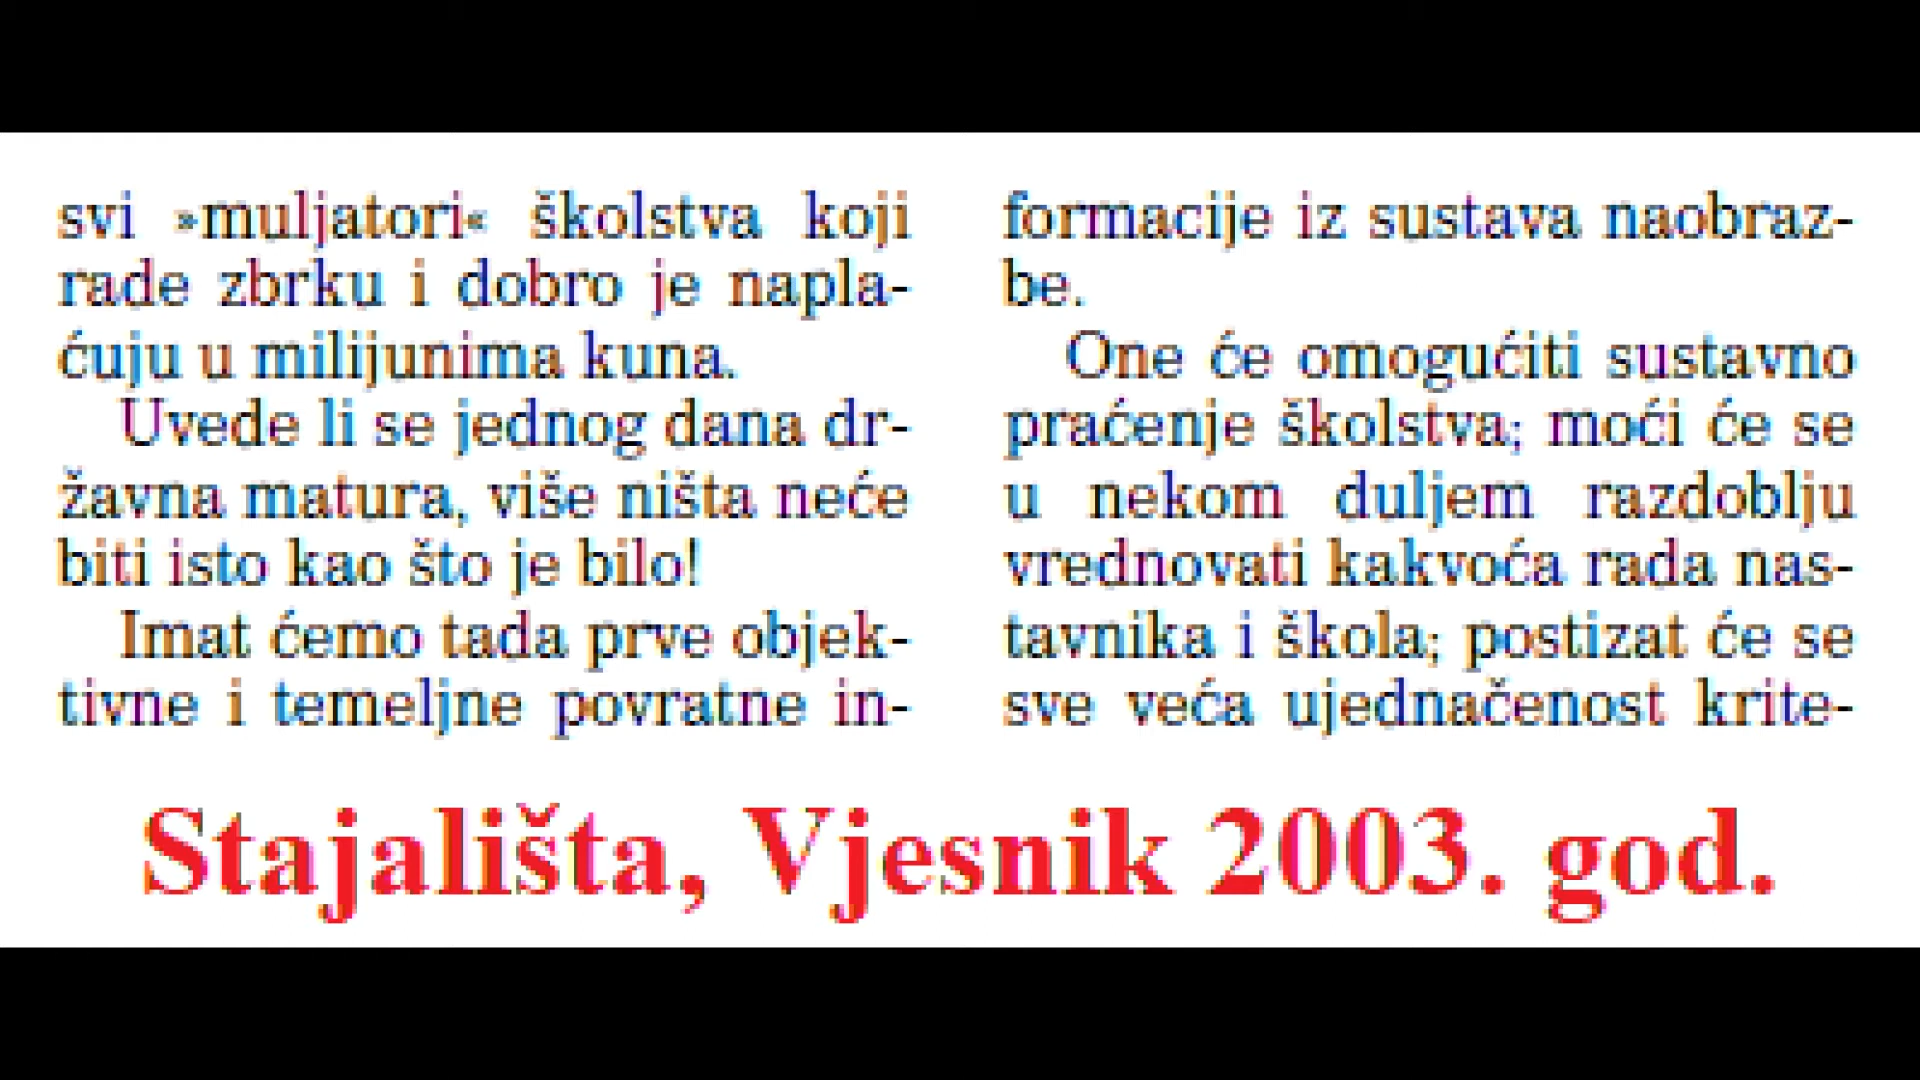 svi »muljatori« školstva koji
rade zbrku i dobro je napla-
ćuju u milijunima kuna.
Uvede li se jednog dana dr-
žavna matura, više ništa neće
biti isto kao što je bilo!
Imat ćemo tada prve objek-
tivne i temeljne povratne in-
formacije iz sustava naobraz-
be.
One će omogućiti sustavno
praćenje školstva; moći će se
u nekom duljem razdoblju
vrednovati kakvoća rada nas-
tavnika i škola; postizat će se
sve veća ujednačenost krite-
Stajališta, Vjesnik 2003. god.